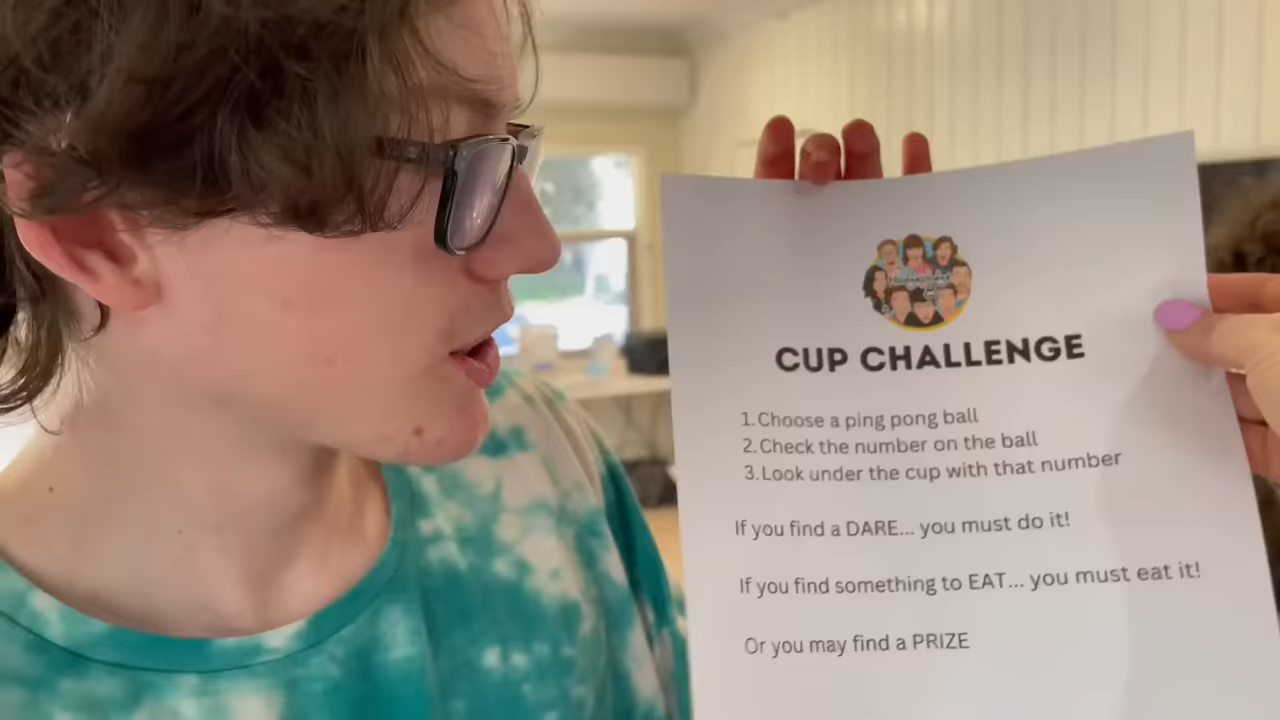 CUP CHALLENGE
1. Choose a ping pong ball
2. Check the number on the ball
3. Look under the cup with that number
If you find a DARE... you must do it!
If you find something to EAT... you must eat it!
Or you may find a PRIZE